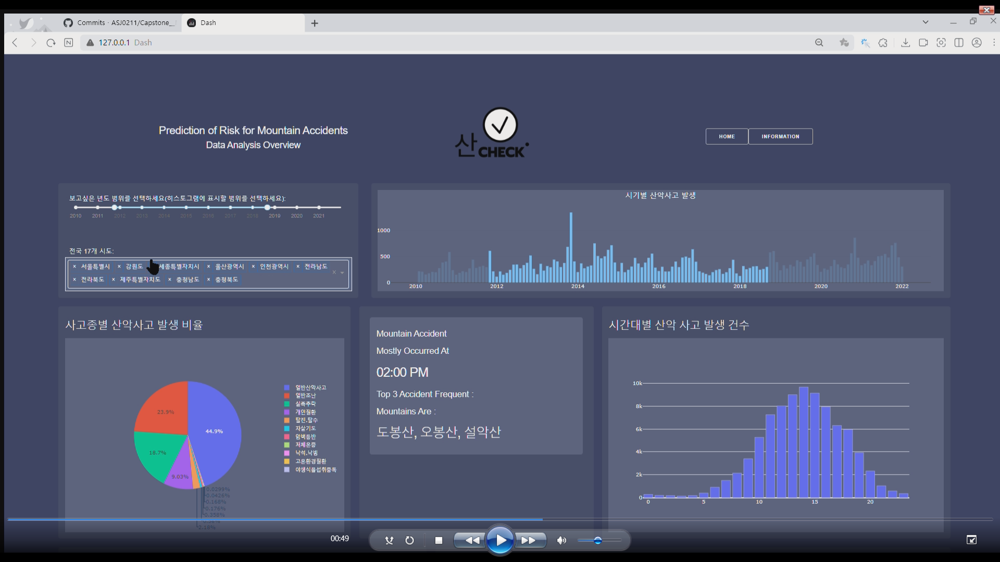 Commits · ASJ0211/Capstone_
Dash
127.0.0.1 Dash
Prediction of Risk for Mountain Accidents
Data Analysis Overview
산 CHECK
HOME
INFORMATION
보고싶은 년도 범위를 선택하세요(히스토그램에 표시할 범위를 선택하세요):
2010 2011 2012 2013 2014 2015 2016 2017 2018 2019 2020 2021
전국 17개 시도:
× 서울특별시 × 강원도 세종특별자치시 × 울산광역시 × 인천광역시 × 전라남도
× 전라북도 × 제주특별자치도 × 충청남도 × 충청북도
시기별 산악사고 발생
1000
500
0
2010 2012 2014 2016 2018 2020 2022
사고종별 산악사고 발생 비율
44.9%
23.9%
18.7%
9.03%
0.0299%
0.0426%
0.168%
0.176%
0.358%
2.18%
일반산악사고
일반조난
실족추락
개인질환
탈진.탈수
자살기도
암벽등반
저체온증
낙석.낙빙
고온환경질환
야생식물섭취중독
Mountain Accident
Mostly Occurred At
02:00 PM
Top 3 Accident Frequent :
Mountains Are :
도봉산, 오봉산, 설악산
시간대별 산악 사고 발생 건수
10k
8k
6k
4k
2k
0
0 5 10 15 20
00:49